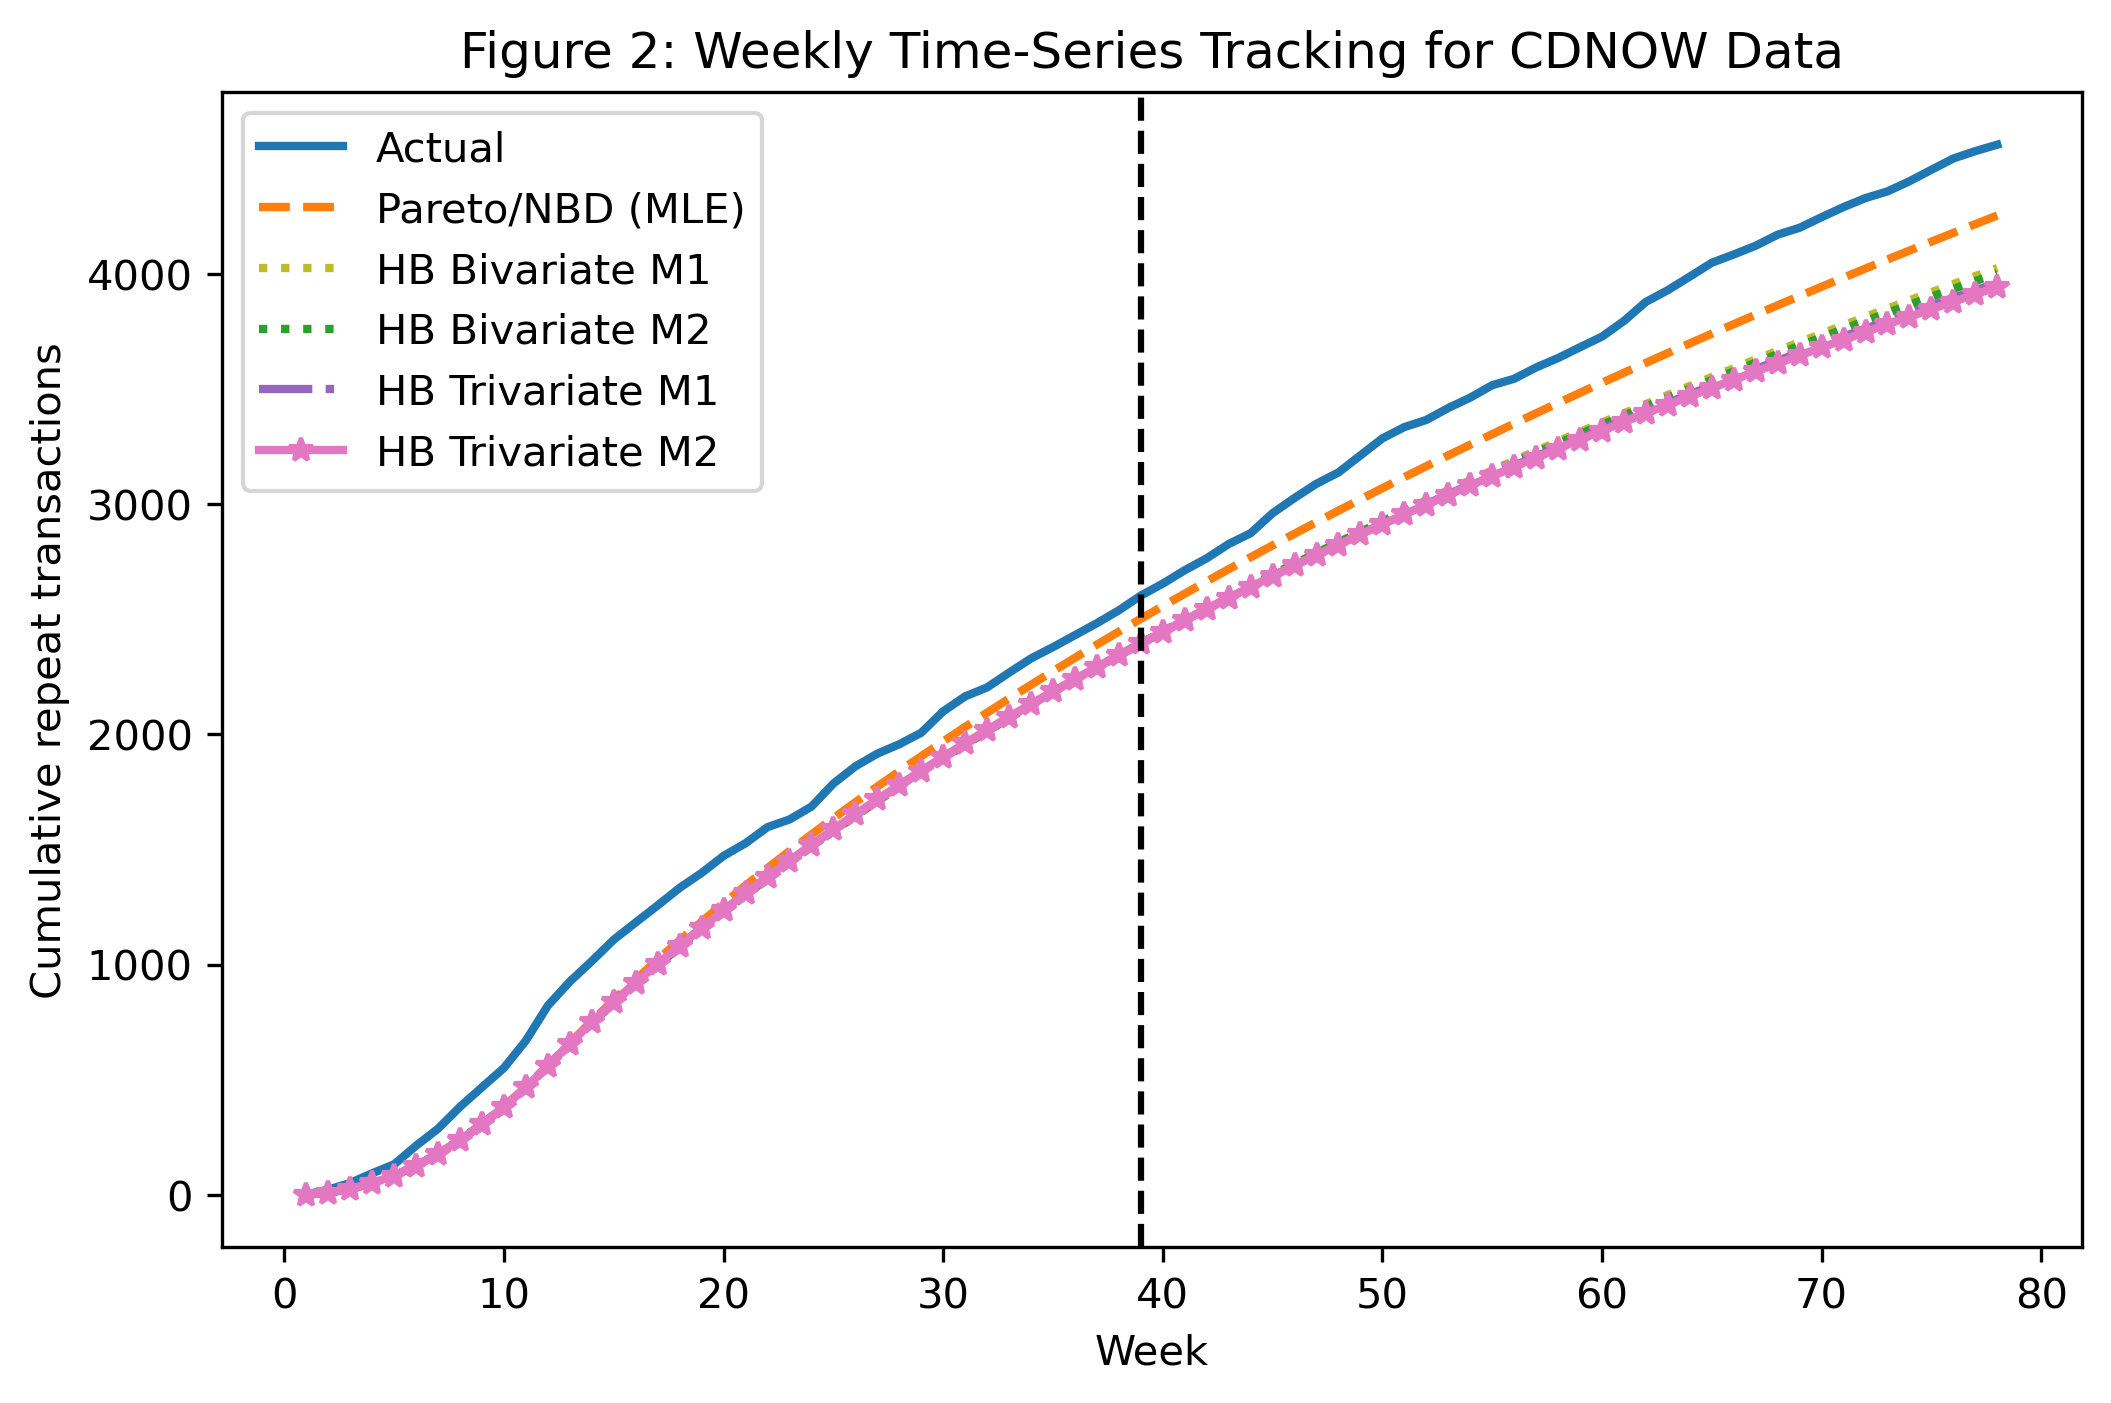 Figure 2: Weekly Time-Series Tracking for CDNOW Data
Actual
Pareto/NBD (MLE)
HB Bivariate M1
HB Bivariate M2
HB Trivariate M1
HB Trivariate M2
Cumulative repeat transactions
4000
3000
2000
1000
0
0 10 20 30 40 50 60 70 80
Week